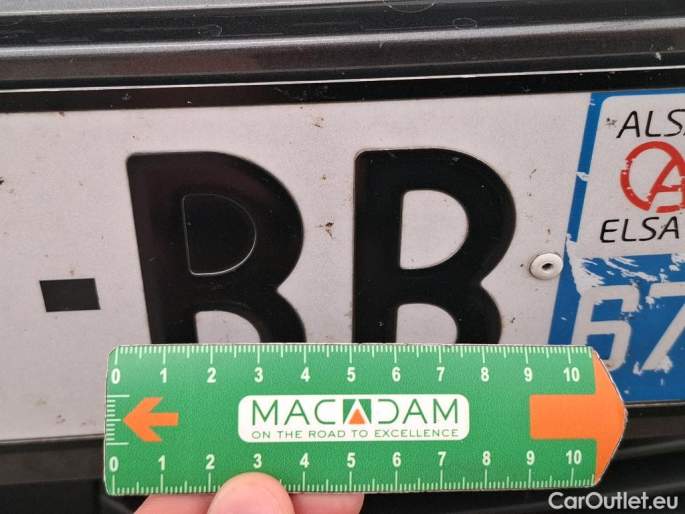 -BB
ALSA
ELSA
67
0 1 2 3 4 5 6 7 8 9 10
MACADAM
ON THE ROAD TO EXCELLENCE
0 1 2 3 4 5 6 7 8 9 10
CarOutlet.eu